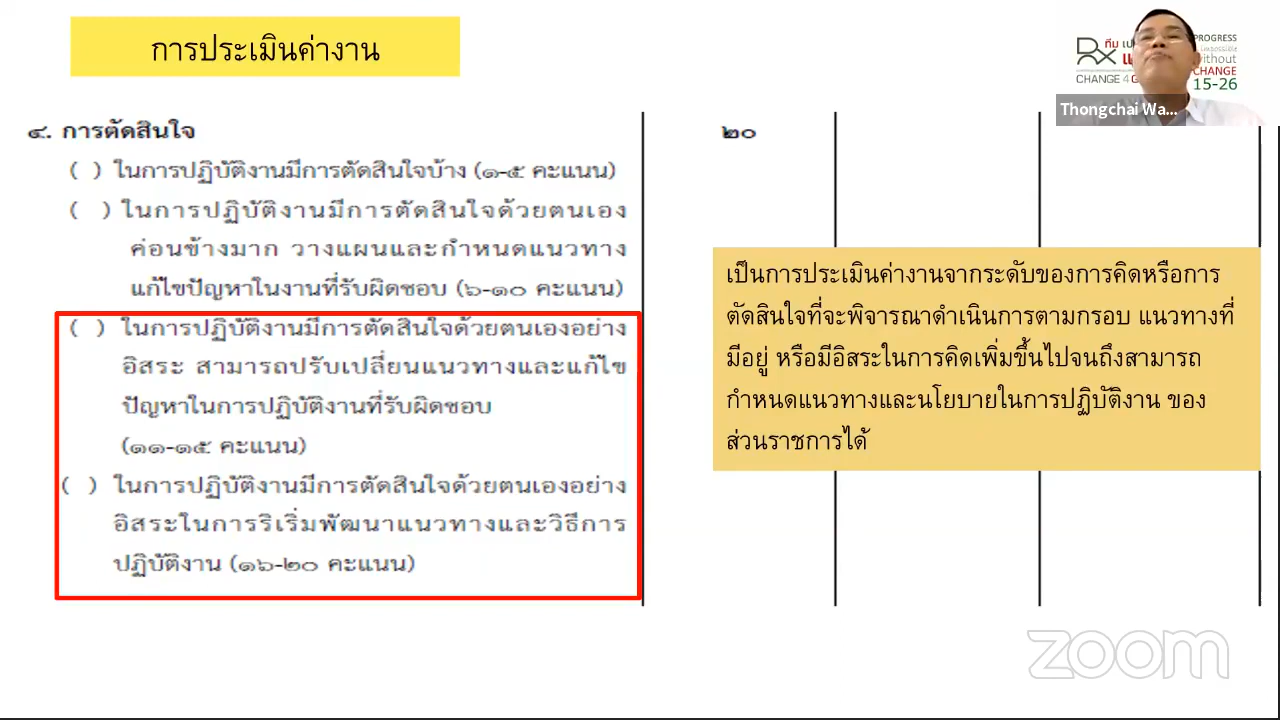 การประเมินค่างาน
ทีม
PROGRESS
Without
CHANGE
CHANGE 4
15-26
Thongchai Wa...
๔. การตัดสินใจ
๒๐
( ) ในการปฏิบัติงานมีการตัดสินใจบ้าง (๑-๕ คะแนน)
( ) ในการปฏิบัติงานมีการตัดสินใจด้วยตนเอง
ค่อนข้างมาก วางแผนและกำหนดแนวทาง
แก้ไขปัญหาในงานที่รับผิดชอบ (๖-๑๐ คะแนน)
( ) ในการปฏิบัติงานมีการตัดสินใจด้วยตนเองอย่าง
อิสระ สามารถปรับเปลี่ยนแนวทางและแก้ไข
ปัญหาในการปฏิบัติงานที่รับผิดชอบ
(๑๑-๑๕ คะแนน)
( ) ในการปฏิบัติงานมีการตัดสินใจด้วยตนเองอย่าง
อิสระในการริเริ่มพัฒนาแนวทางและวิธีการ
ปฏิบัติงาน (๑๖-๒๐ คะแนน)
เป็นการประเมินค่างานจากระดับของการคิดหรือการ
ตัดสินใจที่จะพิจารณาดำเนินการตามกรอบ แนวทางที่
มีอยู่ หรือมีอิสระในการคิดเพิ่มขึ้นไปจนถึงสามารถ
กำหนดแนวทางและนโยบายในการปฏิบัติงาน ของ
ส่วนราชการได้
zoom